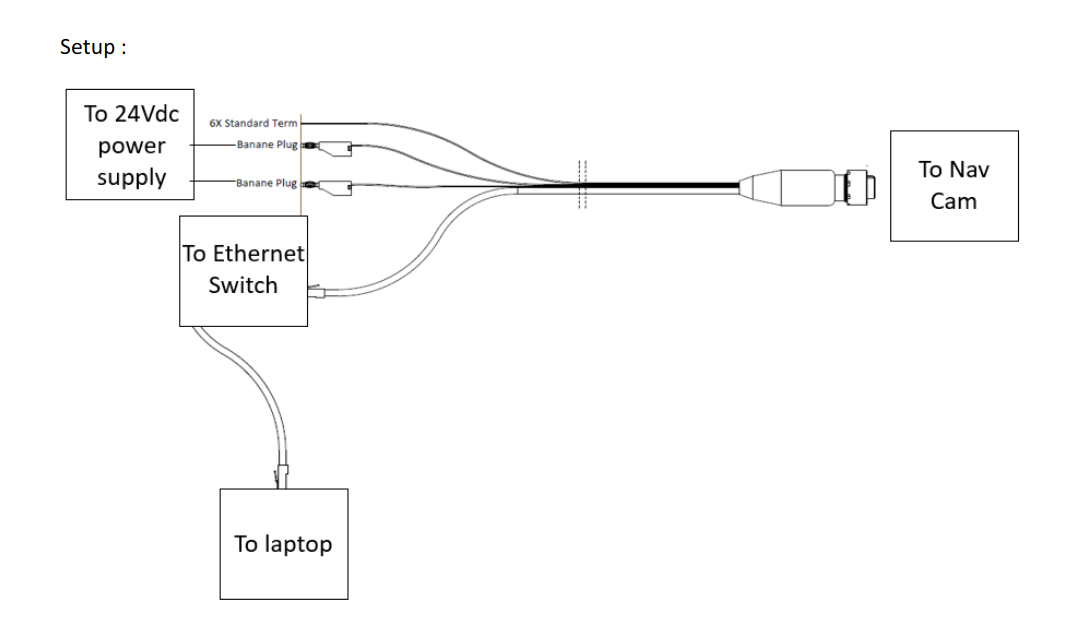 Setup :
To 24Vdc
power
supply
6X Standard Term
Banane Plug
Banane Plug
To Nav
Cam
To Ethernet
Switch
To laptop